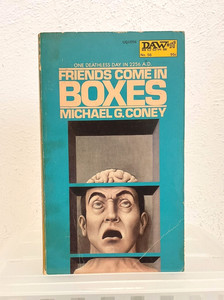 DAW
ONE DEATHLESS DAY IN 2256 A.D.
FRIENDS COME IN
BOXES
MICHAEL G. CONEY